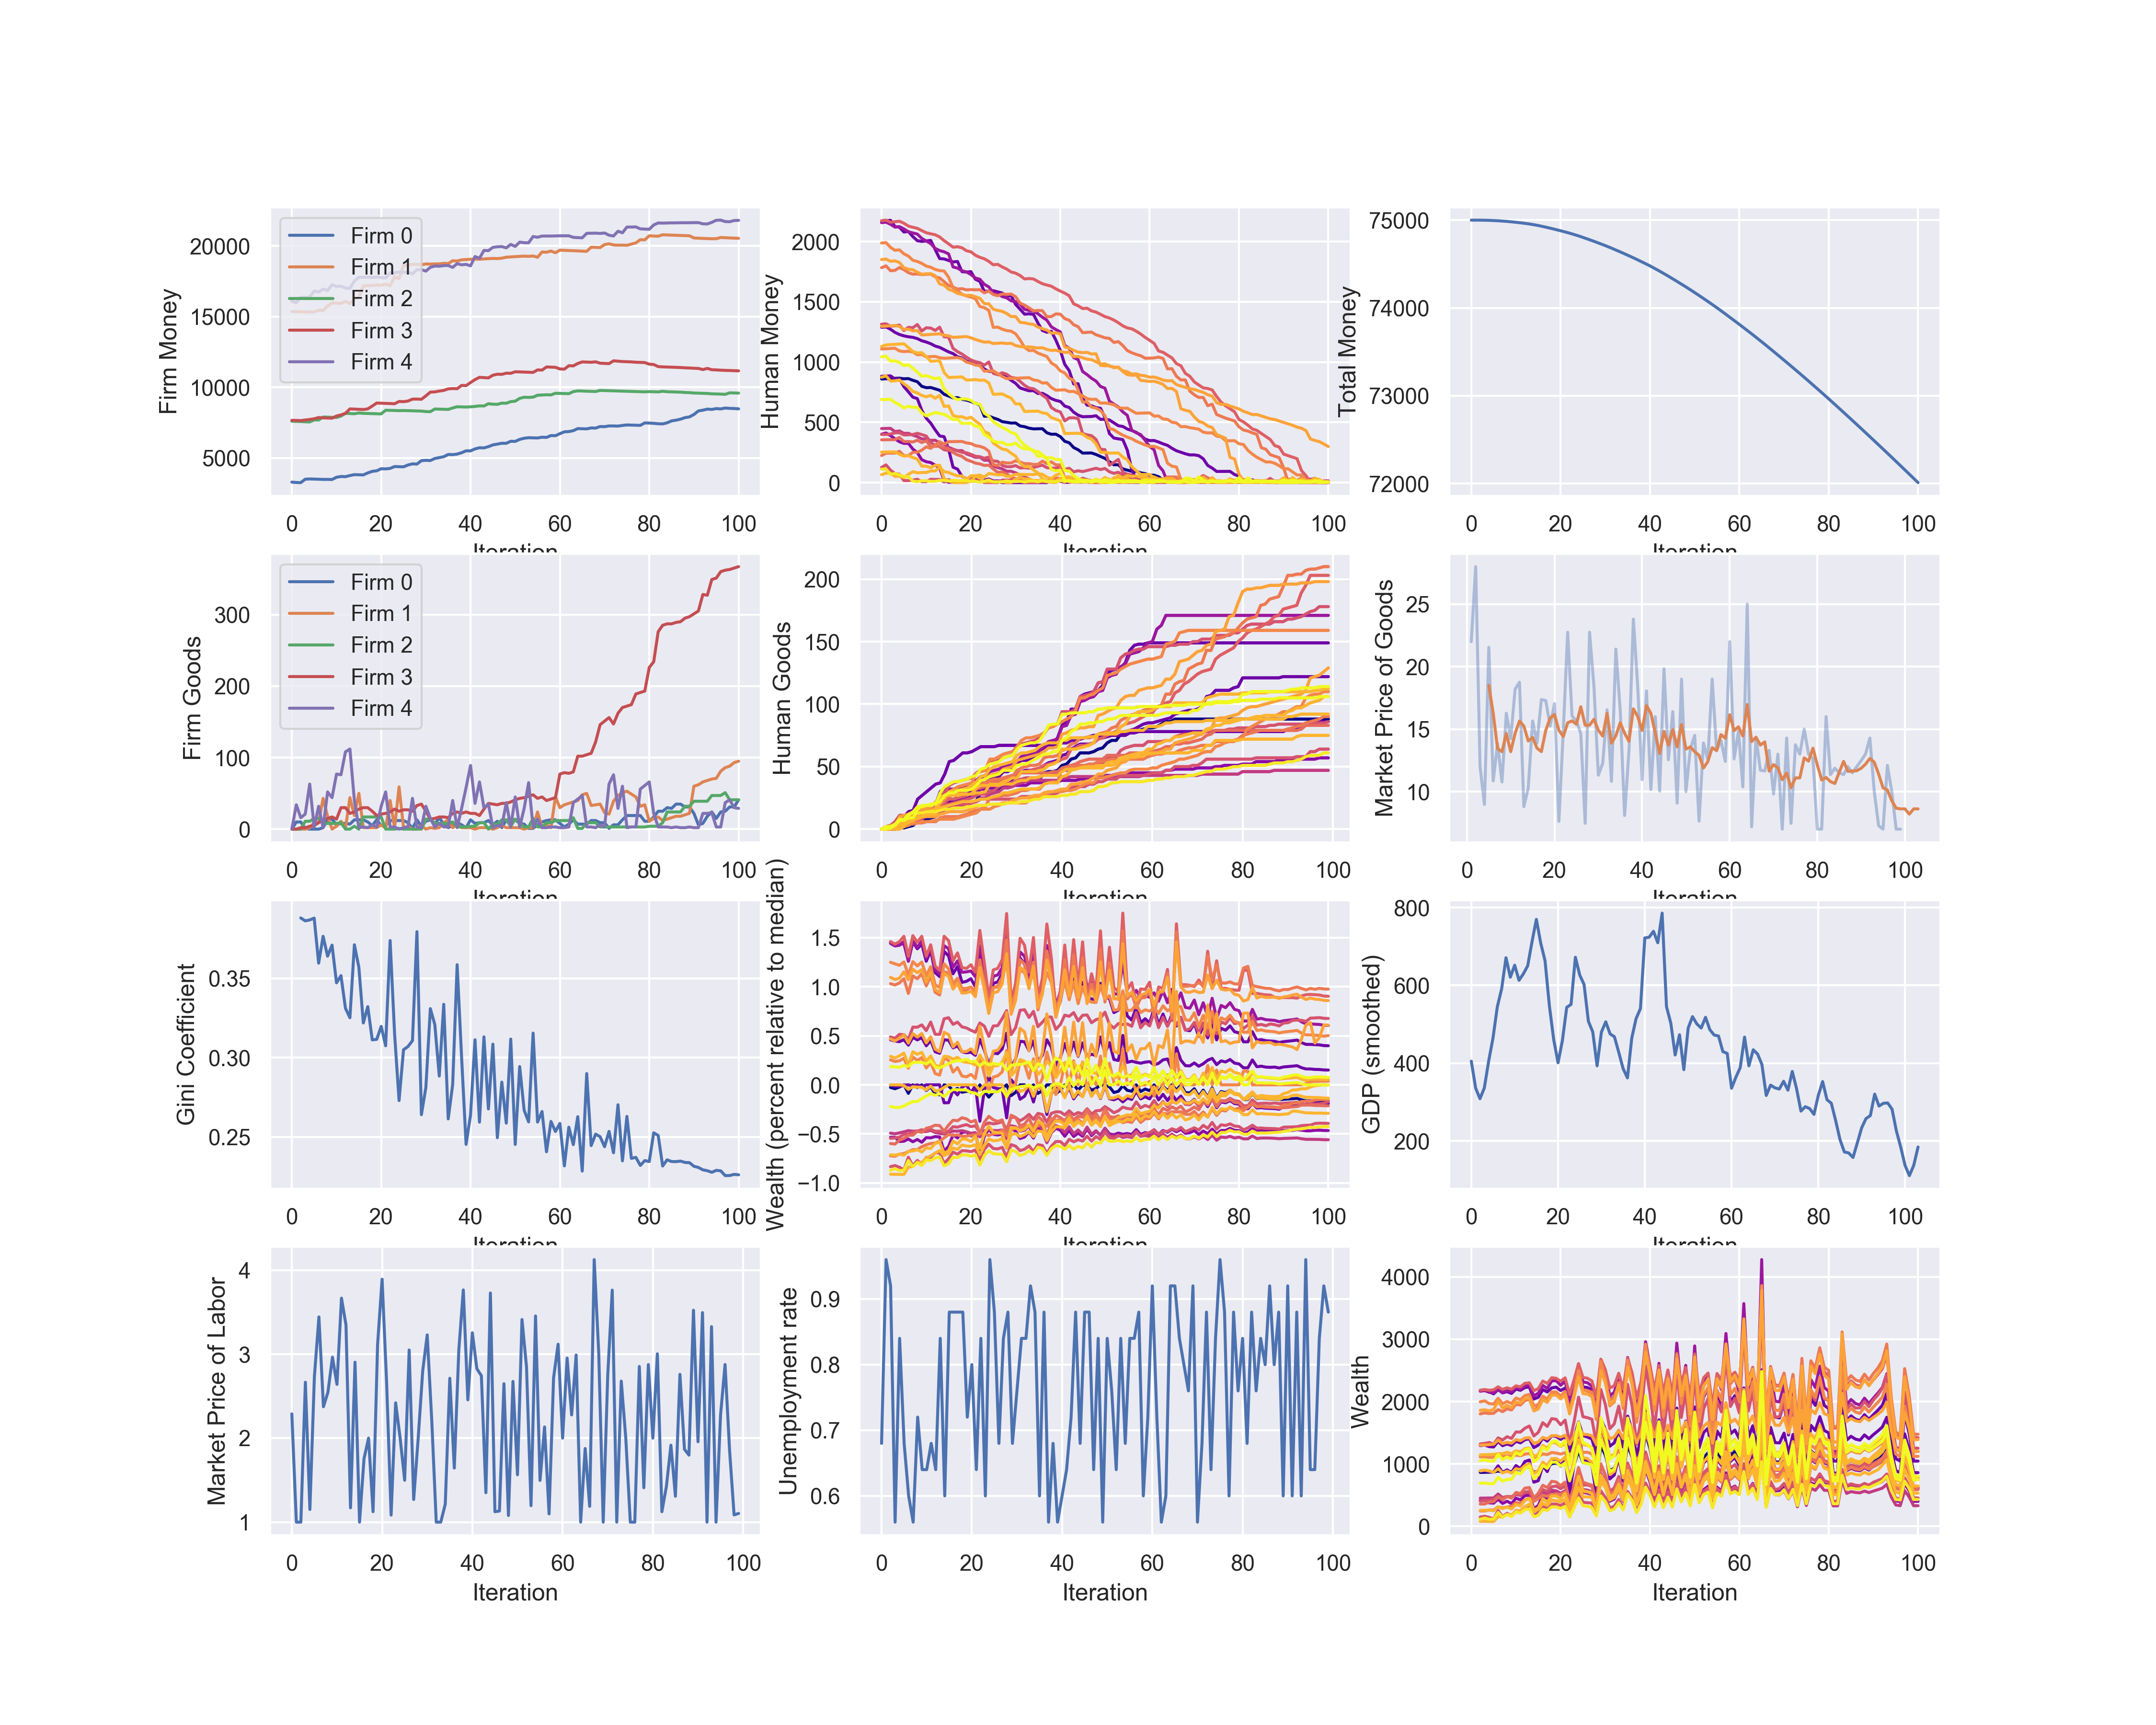 Firm Money
20000
15000
10000
5000
Firm 0
Firm 1
Firm 2
Firm 3
Firm 4
0 20 40 60 80 100
Iteration
Human Money
2000
1500
1000
500
0
0 20 40 60 80 100
Iteration
Total Money
75000
74000
73000
72000
0 20 40 60 80 100
Iteration
Firm Goods
300
200
100
0
Firm 0
Firm 1
Firm 2
Firm 3
Firm 4
0 20 40 60 80 100
Iteration
Human Goods
200
150
100
50
0
0 20 40 60 80 100
Iteration
Market Price of Goods
25
20
15
10
0 20 40 60 80 100
Iteration
Gini Coefficient
0.35
0.30
0.25
0 20 40 60 80 100
Iteration
Wealth (percent relative to median)
1.5
1.0
0.5
0.0
−0.5
−1.0
0 20 40 60 80 100
Iteration
GDP (smoothed)
800
600
400
200
0 20 40 60 80 100
Iteration
Market Price of Labor
4
3
2
1
0 20 40 60 80 100
Iteration
Unemployment rate
0.9
0.8
0.7
0.6
0 20 40 60 80 100
Iteration
Wealth
4000
3000
2000
1000
0
0 20 40 60 80 100
Iteration